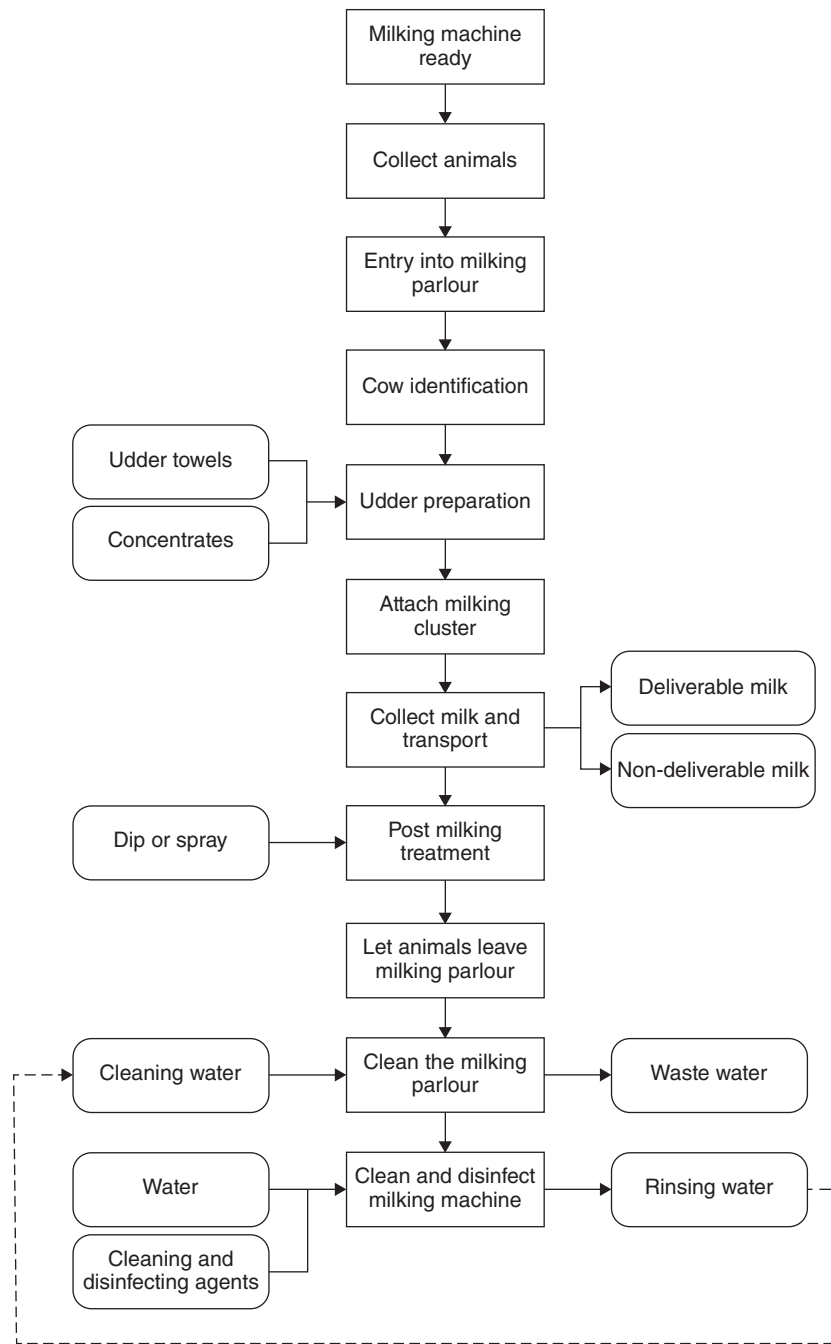 Milking machine
ready
Collect animals
Entry into milking
parlour
Cow identification
Udder towels
Concentrates
Udder preparation
Attach milking
cluster
Collect milk and
transport
Deliverable milk
Non-deliverable milk
Dip or spray
Post milking
treatment
Let animals leave
milking parlour
Cleaning water
Clean the milking
parlour
Waste water
Water
Cleaning and
disinfecting agents
Clean and disinfect
milking machine
Rinsing water